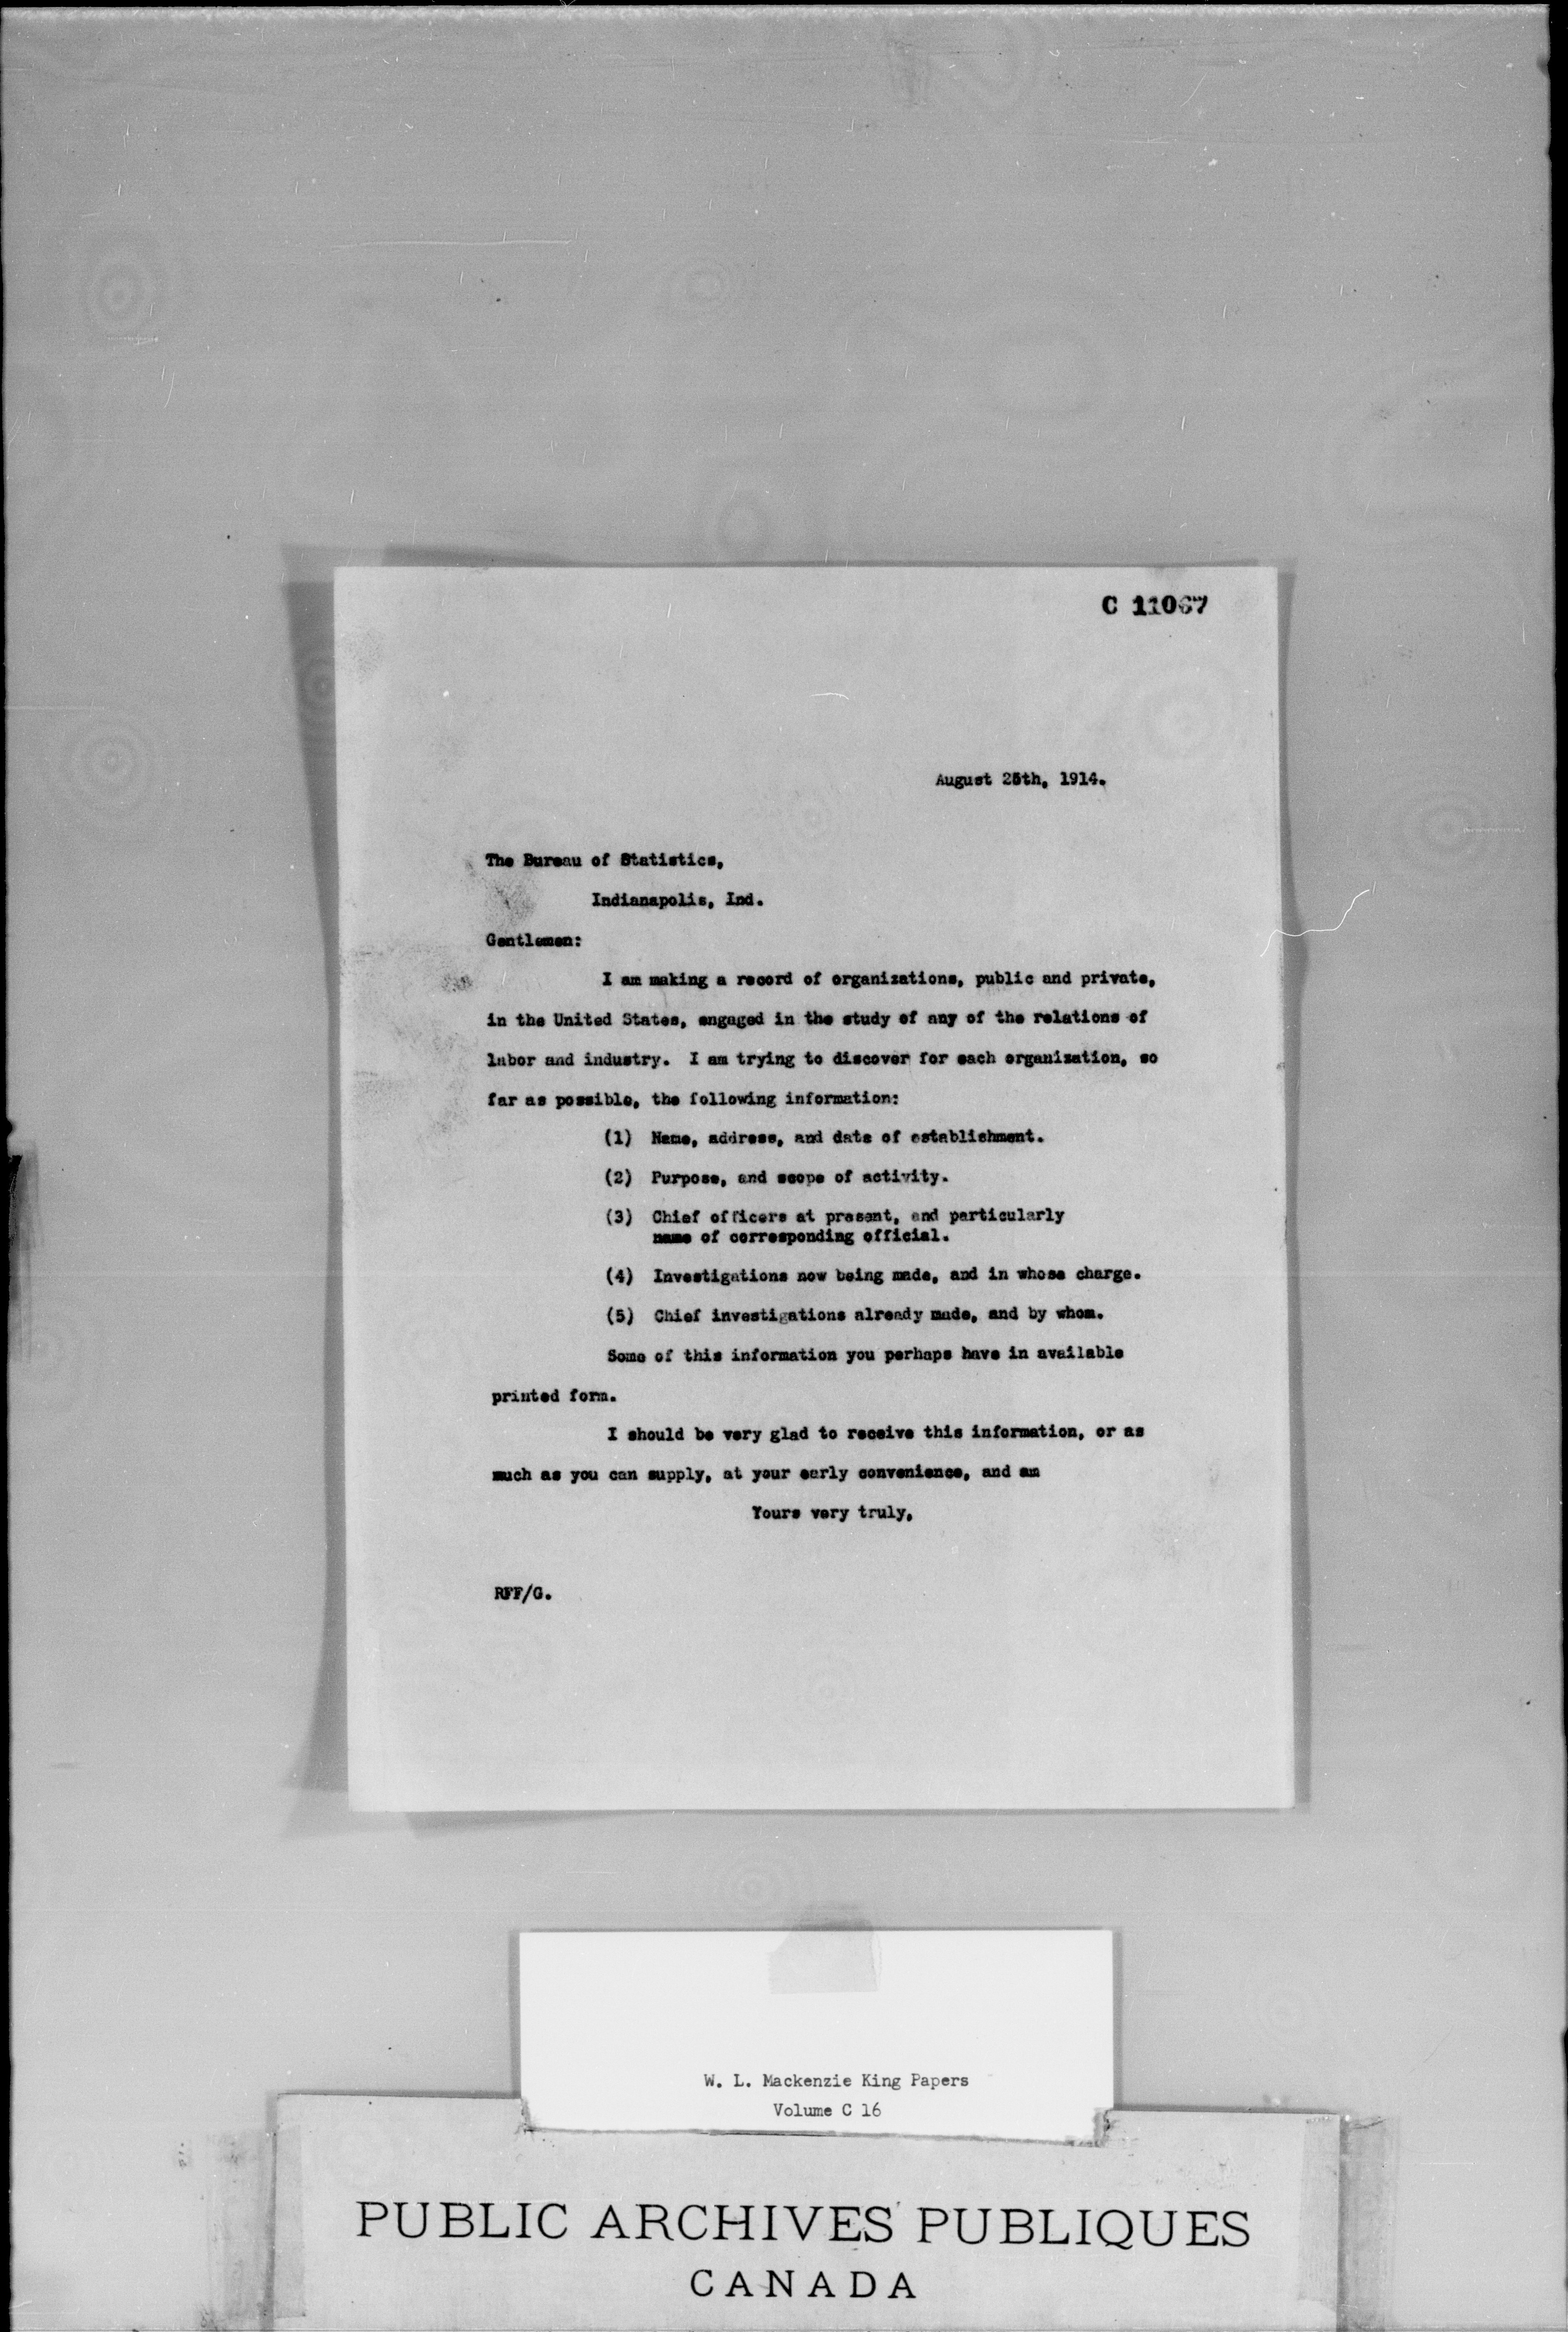 C 11067
August 25th, 1914.
The Bureau of Statistics,
Indianapolis, Ind.
Gentlemen:
I am making a record of organizations, public and private,
in the United States, engaged in the study of any of the relations of
labor and industry. I am trying to discover for each organization, so
far as possible, the following information:
(1) Name, address, and date of establishment.
(2) Purpose, and scope of activity.
(3) Chief officers at present, and particularly
name of corresponding official.
(4) Investigations now being made, and in whose charge.
(5) Chief investigations already made, and by whom.
Some of this information you perhaps have in available
printed form.
I should be very glad to receive this information, or as
much as you can supply, at your early convenience, and am
Yours very truly,
RFF/G.
W. L. Mackenzie King Papers
Volume C 16
PUBLIC ARCHIVES PUBLIQUES
CANADA